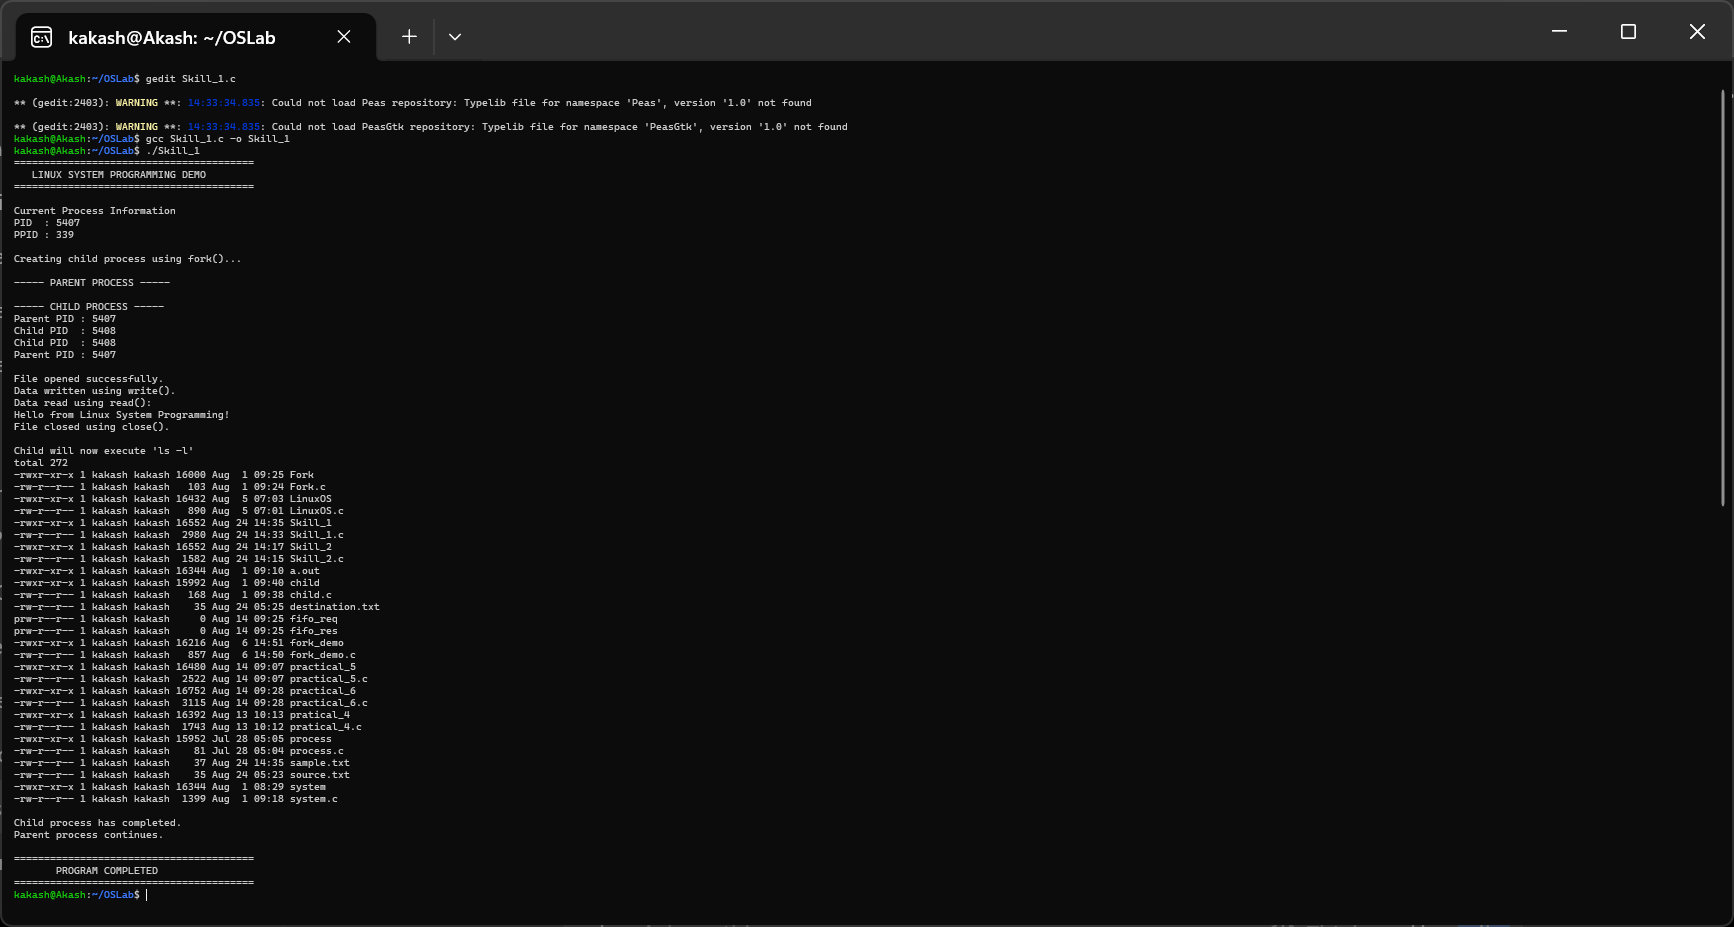 kakash@Akash: ~/OSLab
kakash@Akash:~/OSLab$ gedit Skill_1.c
** (gedit:2403): WARNING **: 14:33:34.835: Could not load Peas repository: Typelib file for namespace 'Peas', version '1.0' not found
** (gedit:2403): WARNING **: 14:33:34.835: Could not load PeasGtk repository: Typelib file for namespace 'PeasGtk', version '1.0' not found
kakash@Akash:~/OSLab$ gcc Skill_1.c -o Skill_1
kakash@Akash:~/OSLab$ ./Skill_1
========================================
   LINUX SYSTEM PROGRAMMING DEMO
========================================
Current Process Information
PID  : 5407
PPID : 339
Creating child process using fork()...
----- PARENT PROCESS -----
----- CHILD PROCESS -----
Parent PID : 5407
Child PID  : 5408
Child PID  : 5408
Parent PID : 5407
File opened successfully.
Data written using write().
Data read using read():
Hello from Linux System Programming!
File closed using close().
Child will now execute 'ls -l'
total 272
-rwxr-xr-x 1 kakash kakash 16000 Aug  1 09:25 Fork
-rw-r--r-- 1 kakash kakash   103 Aug  1 09:24 Fork.c
-rwxr-xr-x 1 kakash kakash 16432 Aug  5 07:03 LinuxOS
-rw-r--r-- 1 kakash kakash   890 Aug  5 07:01 LinuxOS.c
-rwxr-xr-x 1 kakash kakash 16552 Aug 24 14:35 Skill_1
-rw-r--r-- 1 kakash kakash  2980 Aug 24 14:33 Skill_1.c
-rwxr-xr-x 1 kakash kakash 16552 Aug 24 14:17 Skill_2
-rw-r--r-- 1 kakash kakash  1582 Aug 24 14:15 Skill_2.c
-rwxr-xr-x 1 kakash kakash 16344 Aug  1 09:10 a.out
-rwxr-xr-x 1 kakash kakash 15992 Aug  1 09:40 child
-rw-r--r-- 1 kakash kakash   168 Aug  1 09:38 child.c
-rw-r--r-- 1 kakash kakash    35 Aug 24 05:25 destination.txt
prw-r--r-- 1 kakash kakash     0 Aug 14 09:25 fifo_req
prw-r--r-- 1 kakash kakash     0 Aug 14 09:25 fifo_res
-rwxr-xr-x 1 kakash kakash 16216 Aug  6 14:51 fork_demo
-rw-r--r-- 1 kakash kakash   857 Aug  6 14:50 fork_demo.c
-rwxr-xr-x 1 kakash kakash 16480 Aug 14 09:07 practical_5
-rw-r--r-- 1 kakash kakash  2522 Aug 14 09:07 practical_5.c
-rwxr-xr-x 1 kakash kakash 16752 Aug 14 09:28 practical_6
-rw-r--r-- 1 kakash kakash  3115 Aug 14 09:28 practical_6.c
-rwxr-xr-x 1 kakash kakash 16392 Aug 13 10:13 pratical_4
-rw-r--r-- 1 kakash kakash  1743 Aug 13 10:12 pratical_4.c
-rwxr-xr-x 1 kakash kakash 15952 Jul 28 05:05 process
-rw-r--r-- 1 kakash kakash    81 Jul 28 05:04 process.c
-rw-r--r-- 1 kakash kakash    37 Aug 24 14:35 sample.txt
-rw-r--r-- 1 kakash kakash    35 Aug 24 05:23 source.txt
-rwxr-xr-x 1 kakash kakash 16344 Aug  1 08:29 system
-rw-r--r-- 1 kakash kakash  1399 Aug  1 09:18 system.c
Child process has completed.
Parent process continues.
========================================
       PROGRAM COMPLETED
========================================
kakash@Akash:~/OSLab$